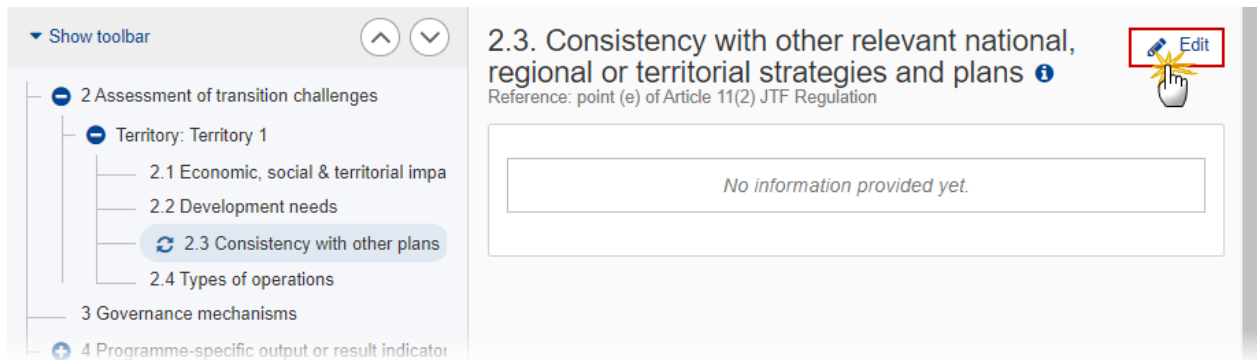 Show toolbar
2 Assessment of transition challenges
Territory: Territory 1
2.1 Economic, social & territorial impa
2.2 Development needs
2.3 Consistency with other plans
2.4 Types of operations
3 Governance mechanisms
4 Programme-specific output or result indicator
2.3. Consistency with other relevant national,
regional or territorial strategies and plans
Reference: point (e) of Article 11(2) JTF Regulation
Edit
No information provided yet.